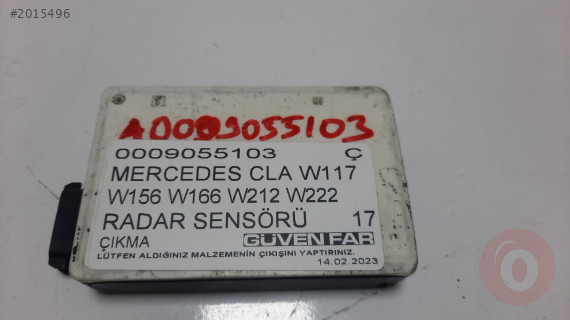 #2015496
A0009055103
0009055103 Ç
MERCEDES CLA W117
W156 W166 W212 W222
RADAR SENSÖRÜ 17
ÇIKMA GÜVEN FAR
LÜTFEN ALDIĞINIZ MALZEMENİN ÇIKIŞINI YAPTIRINIZ.
14.02.2023